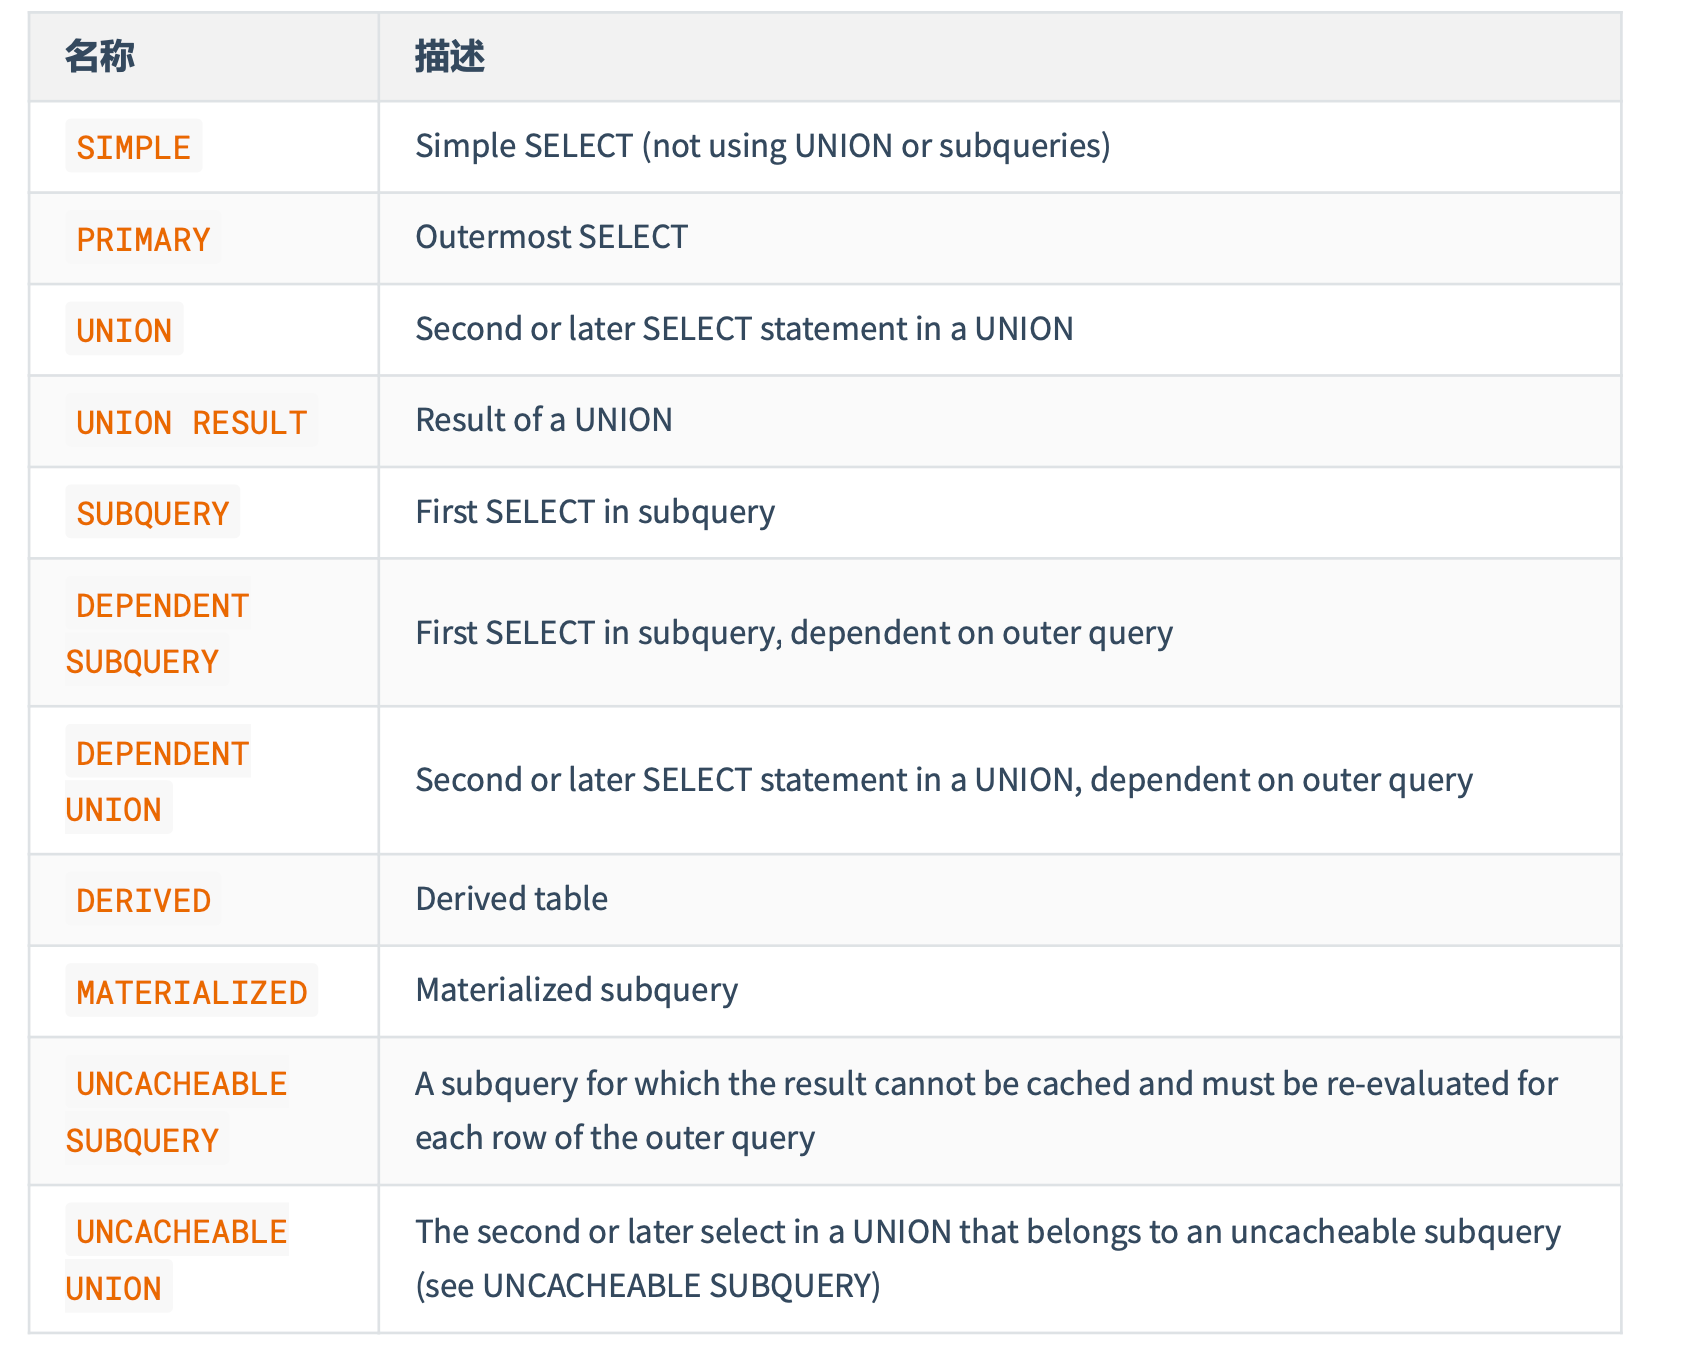 名称 描述
SIMPLE Simple SELECT (not using UNION or subqueries)
PRIMARY Outermost SELECT
UNION Second or later SELECT statement in a UNION
UNION RESULT Result of a UNION
SUBQUERY First SELECT in subquery
DEPENDENT
SUBQUERY
First SELECT in subquery, dependent on outer query
DEPENDENT
UNION
Second or later SELECT statement in a UNION, dependent on outer query
DERIVED Derived table
MATERIALIZED Materialized subquery
UNCACHEABLE
SUBQUERY
A subquery for which the result cannot be cached and must be re-evaluated for
each row of the outer query
UNCACHEABLE
UNION
The second or later select in a UNION that belongs to an uncacheable subquery
(see UNCACHEABLE SUBQUERY)